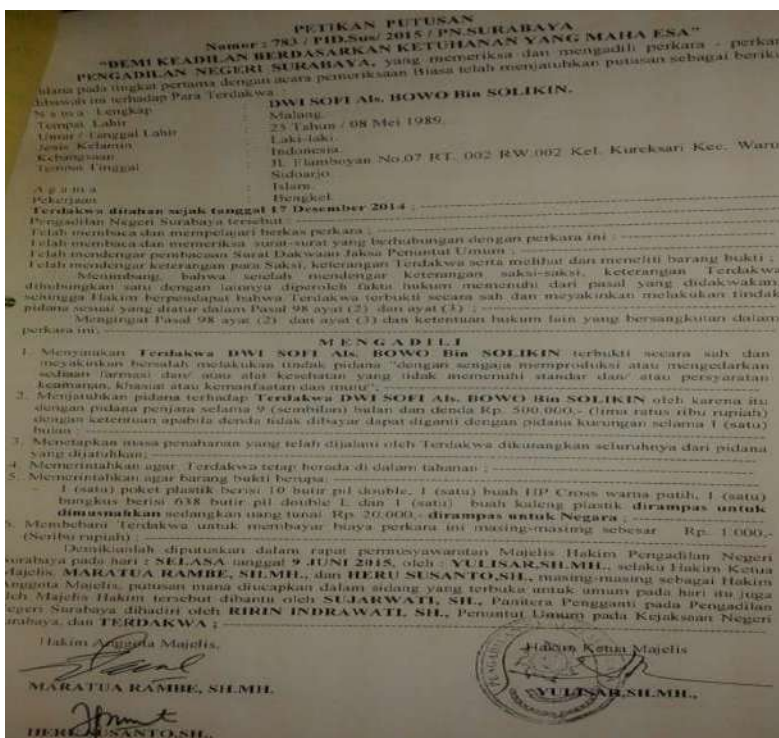 PETIKAN PUTUSAN
Nomor : 783 / PID.Sus/ 2015 / PN.SURABAYA
"DEMI KEADILAN BERDASARKAN KETUHANAN YANG MAHA ESA"
PENGADILAN NEGERI SURABAYA, yang memeriksa dan mengadili perkara - perkar
pidana pada tingkat pertama dengan acara pemeriksaan Biasa telah menjatuhkan putusan sebagai beriku
dibawah ini terhadap Para Terdakwa :
Nama Lengkap : DWI SOFI Als. BOWO Bin SOLIKIN.
Tempat Lahir : Malang.
Umur / Tanggal Lahir : 25 Tahun / 08 Mei 1989.
Jenis Kelamin : Laki-laki.
Kebangsaan : Indonesia.
Tempat Tinggal : Jl. Flamboyan No.07 RT. 002 RW.002 Kel. Kureksari Kec. Waru
Sidoarjo.
Agama : Islam.
Pekerjaan : Bengkel.
Terdakwa ditahan sejak tanggal 17 Desember 2014 ;
Pengadilan Negeri Surabaya tersebut :
Telah membaca dan mempelajari berkas perkara ;
Telah membaca dan memeriksa surat-surat yang berhubungan dengan perkara ini ;
Telah mendengar pembacaan Surat Dakwaan Jaksa Penuntut Umum ;
Telah mendengar keterangan para Saksi, keterangan Terdakwa serta melihat dan meneliti barang bukti ;
Menimbang, bahwa setelah mendengar keterangan saksi-saksi, keterangan Terdakwa
dihubungkan satu dengan lainnya diperoleh fakta hukum memenuhi dari pasal yang didakwakan
sehingga Hakim berpendapat bahwa Terdakwa terbukti secara sah dan meyakinkan melakukan tindak
pidana sesuai yang diatur dalam Pasal 98 ayat (2) dan ayat (3) ;
Mengingat Pasal 98 ayat (2) dan ayat (3) dan ketentuan hukum lain yang bersangkutan dalam
perkara ini.
MENGADILI
1. Menyatakan Terdakwa DWI SOFI Als. BOWO Bin SOLIKIN terbukti secara sah dan
meyakinkan bersalah melakukan tindak pidana "dengan sengaja memproduksi atau mengedarkan
sediaan farmasi dan/ atau alat kesehatan yang tidak memenuhi standar dan/ atau persyaratan
keamanan, khasiat atau kemanfaatan dan mutu".
2. Menjatuhkan pidana terhadap Terdakwa DWI SOFI Als. BOWO Bin SOLIKIN oleh karena itu
dengan pidana penjara selama 9 (sembilan) bulan dan denda Rp. 500.000,- (lima ratus ribu rupiah)
dengan ketentuan apabila denda tidak dibayar dapat diganti dengan pidana kurungan selama 1 (satu)
bulan ;
3. Menetapkan masa penahanan yang telah dijalani oleh Terdakwa dikurangkan seluruhnya dari pidana
yang dijatuhkan;
4. Memerintahkan agar Terdakwa tetap berada di dalam tahanan ;
5. Memerintahkan agar barang bukti berupa:
- 1 (satu) poket plastik berisi 10 butir pil double, 1 (satu) buah HP Cross warna putih, 1 (satu)
bungkus berisi 638 butir pil double L dan 1 (satu) buah kaleng plastik dirampas untuk
dimusnahkan sedangkan uang tunai Rp. 20.000,- dirampas untuk Negara ;
6. Membebani Terdakwa untuk membayar biaya perkara ini masing-masing sebesar Rp. 1.000,-
(Seribu rupiah) ;
Demikianlah diputuskan dalam rapat permusyawaratan Majelis Hakim Pengadilan Negeri
Surabaya pada hari : SELASA tanggal 9 JUNI 2015, oleh : YULISAR,SH.MH., selaku Hakim Ketua
Majelis, MARATUA RAMBE, SH.MH., dan HERU SUSANTO,SH., masing-masing sebagai Hakim
Anggota Majelis, putusan mana diucapkan dalam sidang yang terbuka untuk umum pada hari itu juga
oleh Majelis Hakim tersebut dibantu oleh SUJARWATI, SH., Panitera Pengganti pada Pengadilan
Negeri Surabaya dihadiri oleh RIRIN INDRAWATI, SH., Penuntut Umum pada Kejaksaan Negeri
Surabaya, dan TERDAKWA ;
Hakim Anggota Majelis, Hakim Ketua Majelis
MARATUA RAMBE, SH.MH. YULISAR,SH.MH.,
HERU SUSANTO,SH.,